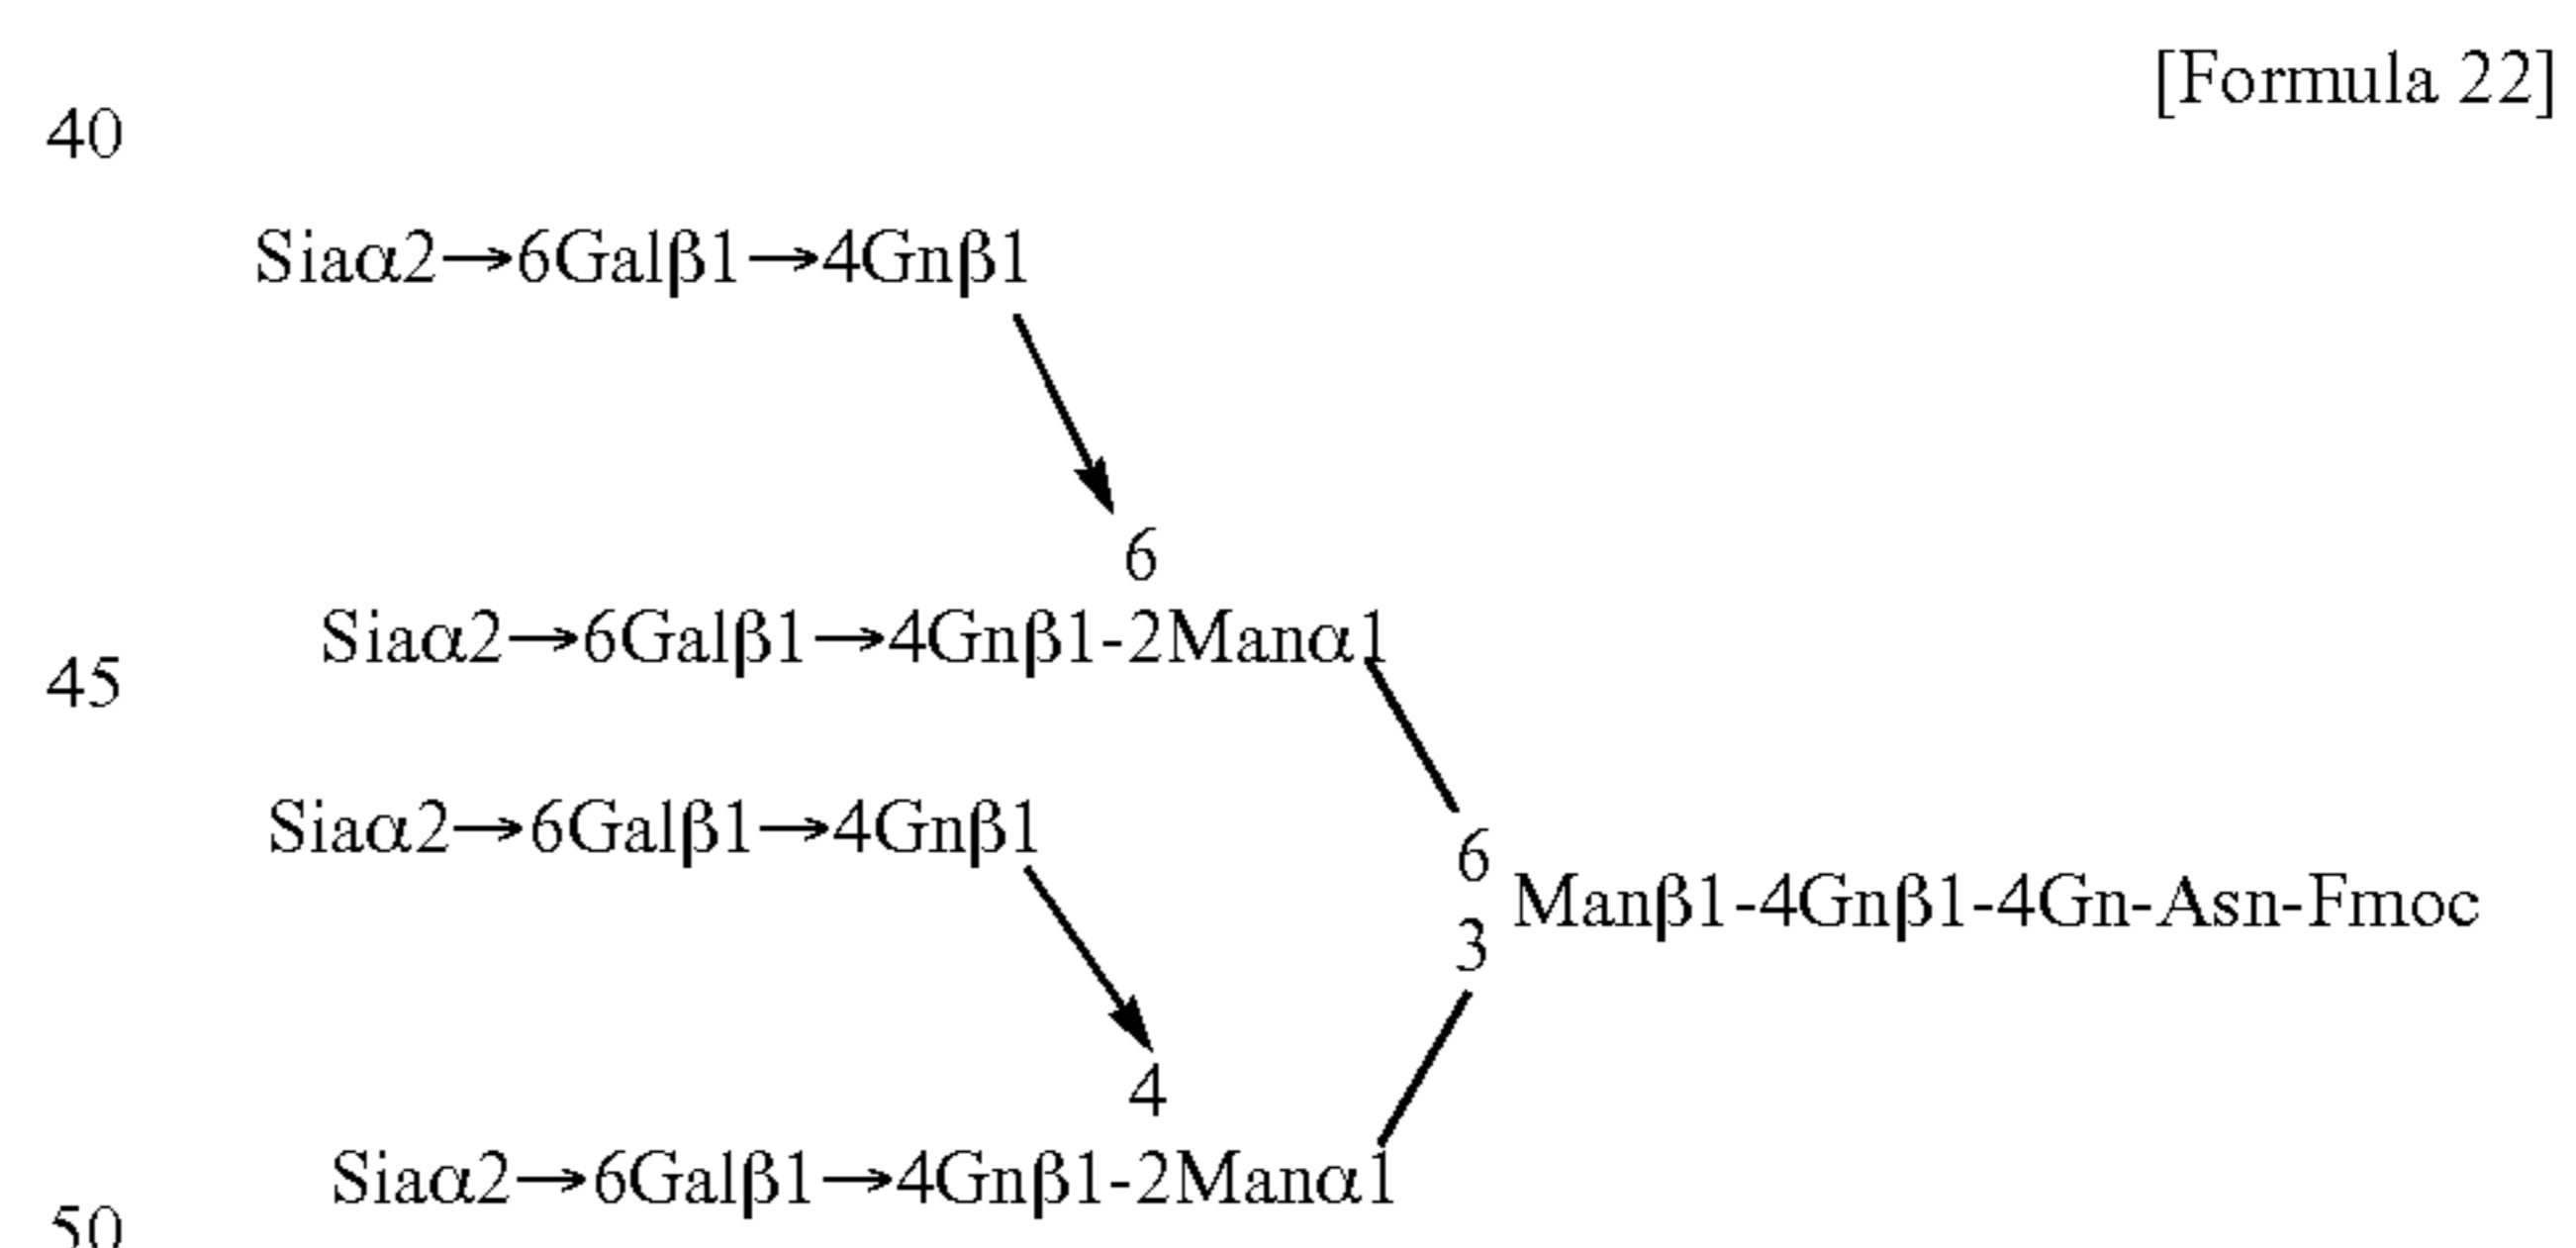 [Formula 22]
40
Siaα2→6Galβ1→4Gnβ1
6
Siaα2→6Galβ1→4Gnβ1-2Manα1
45
Siaα2→6Galβ1→4Gnβ1
6
Manβ1-4Gnβ1-4Gn-Asn-Fmoc
3
4
Siaα2→6Galβ1→4Gnβ1-2Manα1
50